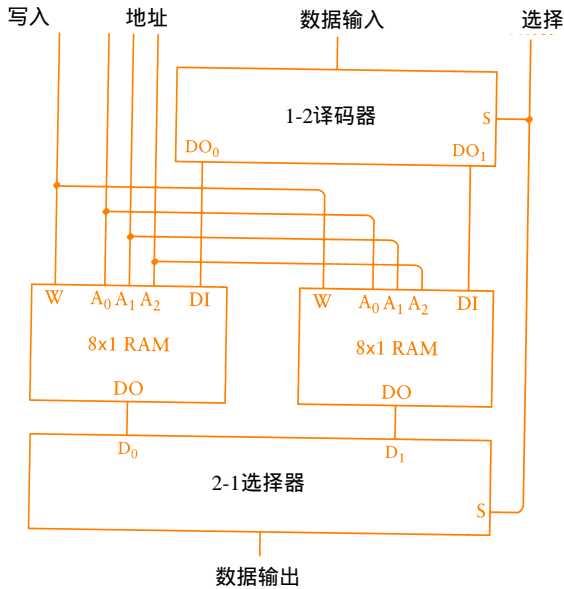 写入 地址 数据输入 选择
1-2译码器
S
DO₀ DO₁
W A₀ A₁ A₂ DI W A₀ A₁ A₂ DI
8×1 RAM 8×1 RAM
DO DO
D₀ D₁
2-1选择器
S
数据输出